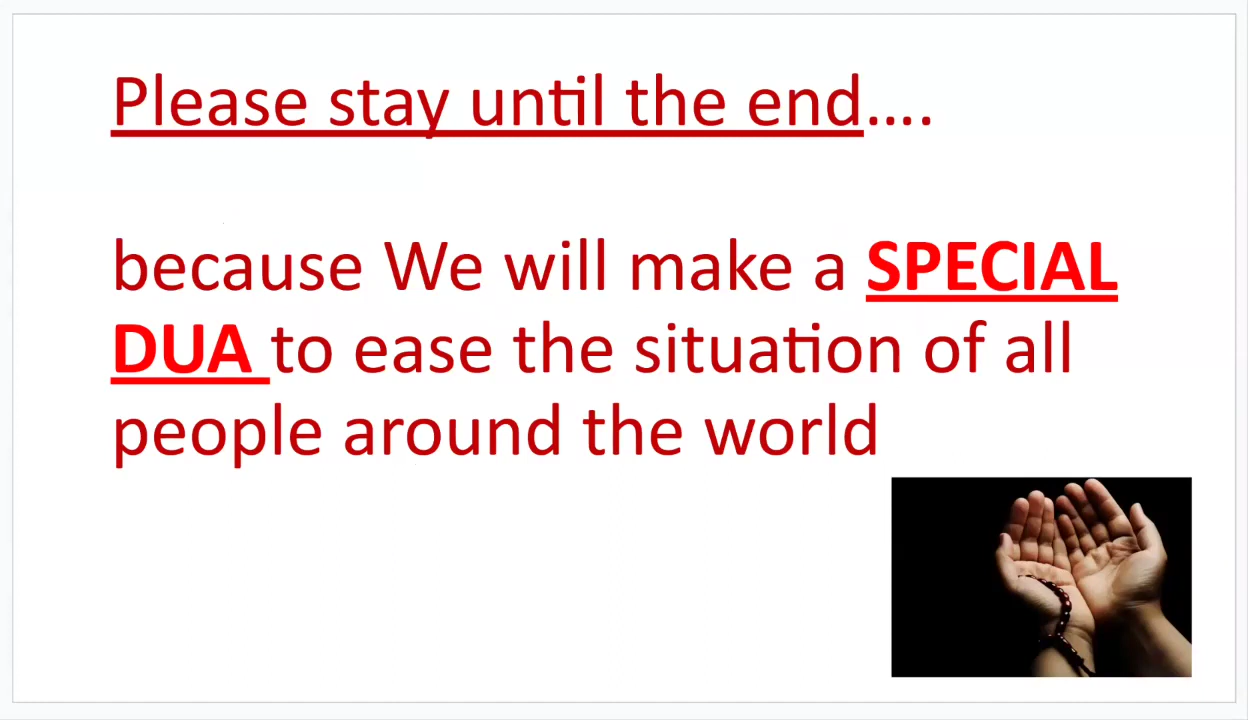 Please stay until the end….
because We will make a SPECIAL
DUA to ease the situation of all
people around the world